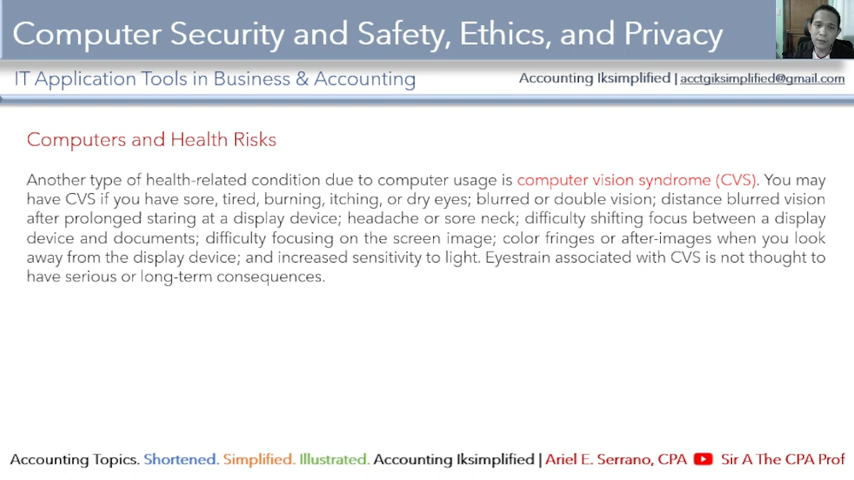 Computer Security and Safety, Ethics, and Privacy
IT Application Tools in Business & Accounting
Accounting Iksimplified | acctgiksimplified@gmail.com
Computers and Health Risks
Another type of health-related condition due to computer usage is computer vision syndrome (CVS). You may
have CVS if you have sore, tired, burning, itching, or dry eyes; blurred or double vision; distance blurred vision
after prolonged staring at a display device; headache or sore neck; difficulty shifting focus between a display
device and documents; difficulty focusing on the screen image; color fringes or after-images when you look
away from the display device; and increased sensitivity to light. Eyestrain associated with CVS is not thought to
have serious or long-term consequences.
Accounting Topics. Shortened. Simplified. Illustrated. Accounting Iksimplified | Ariel E. Serrano, CPA Sir A The CPA Prof